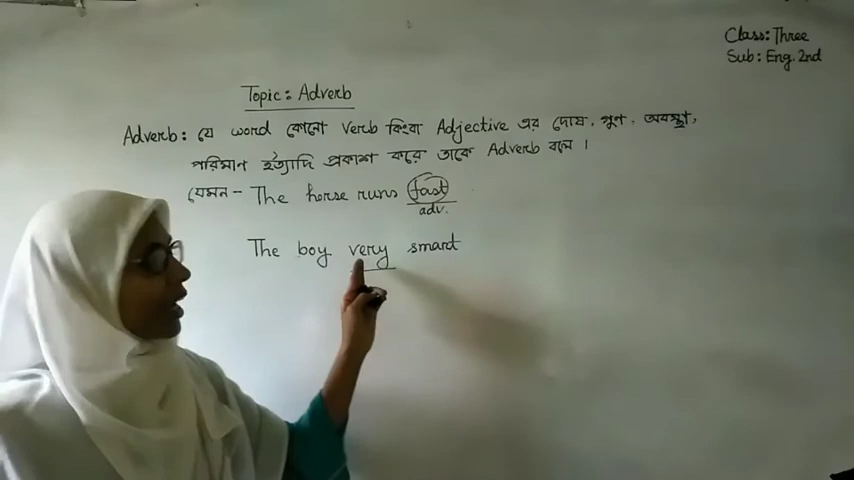 Class: Three
Sub: Eng. 2nd
Topic: Adverb
Adverb: যে word কোনো Verb কিংবা Adjective এর দোষ, গুণ, অবস্থা,
পরিমান ইত্যাদি প্রকাশ করে তাকে Adverb বলে।
যেমন - The horse runs fast
adv.
The boy very smart